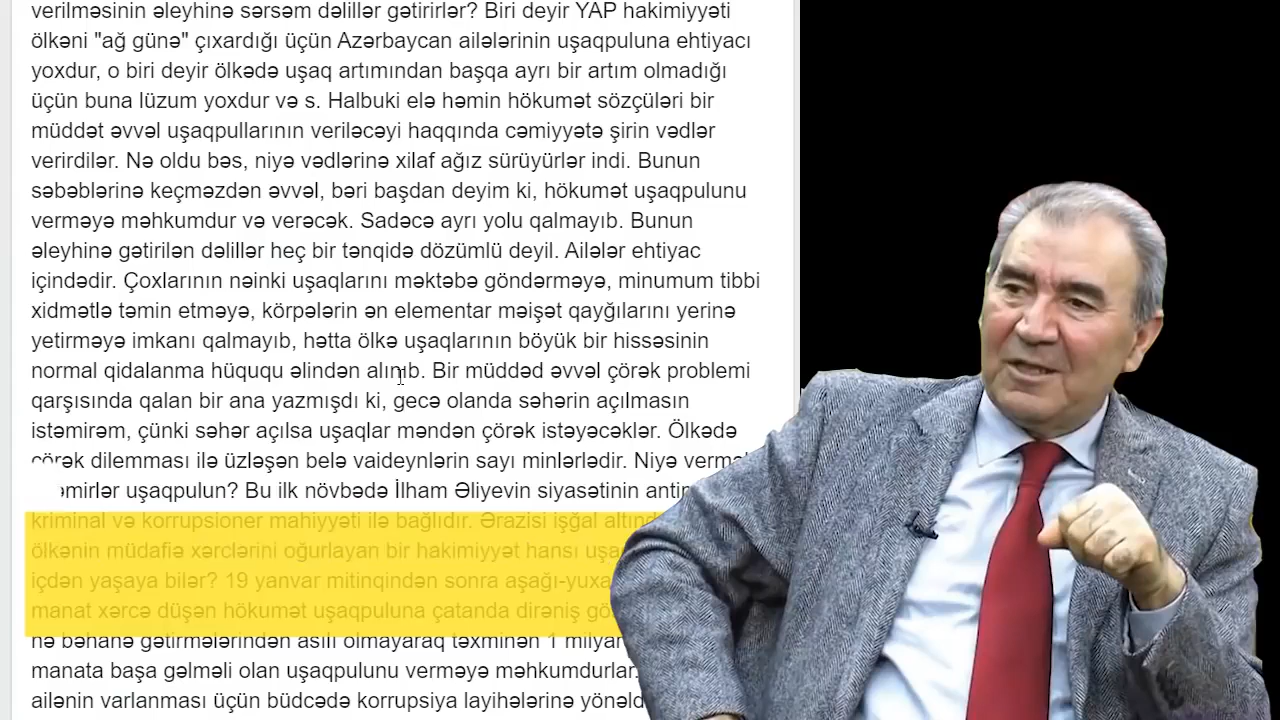 verilməsinin əleyhinə sərsəm dəlillər gətirirlər? Biri deyir YAP hakimiyyəti
ölkəni "ağ günə" çıxardığı üçün Azərbaycan ailələrinin uşaqpuluna ehtiyacı
yoxdur, o biri deyir ölkədə uşaq artımından başqa ayrı bir artım olmadığı
üçün buna lüzum yoxdur və s. Halbuki elə həmin hökumət sözçüləri bir
müddət əvvəl uşaqpullarının veriləcəyi haqqında cəmiyyətə şirin vədlər
verirdilər. Nə oldu bəs, niyə vədlərinə xilaf ağız sürüyürlər indi. Bunun
səbəblərinə keçməzdən əvvəl, bəri başdan deyim ki, hökumət uşaqpulunu
verməyə məhkumdur və verəcək. Sadəcə ayrı yolu qalmayıb. Bunun
əleyhinə gətirilən dəlillər heç bir tənqidə dözümlü deyil. Ailələr ehtiyac
içindədir. Çoxlarının nəinki uşaqlarını məktəbə göndərməyə, minumum tibbi
xidmətlə təmin etməyə, körpələrin ən elementar məişət qayğılarını yerinə
yetirməyə imkanı qalmayıb, hətta ölkə uşaqlarının böyük bir hissəsinin
normal qidalanma hüququ əlindən alınıb. Bir müddəd əvvəl çörək problemi
qarşısında qalan bir ana yazmışdı ki, gecə olanda səhərin açılmasın
istəmirəm, çünki səhər açılsa uşaqlar məndən çörək istəyəcəklər. Ölkədə
çörək dilemması ilə üzləşən belə vaideynlərin sayı minlərlədir. Niyə
uşaqpulun? Bu ilk növbədə İlham Əliyevin siyasətinin
kriminal və korrupsioner mahiyyəti ilə bağlıdır. Ərazisi işğal
ölkənin müdafiə xərclərini oğurlayan bir hakimiyyət hansı
içdən yaşaya bilər? 19 yanvar mitinqindən sonra
manat xərcə düşən hökumət uşaqpuluna çatanda dirəniş
nə bəhanə gətirmələrindən asılı olmayaraq təxminən 1
manata başa gəlməli olan uşaqpulunu verməyə məhkumdurlar.
ailənin varlanması üçün büdcədə korrupsiya layihələrinə